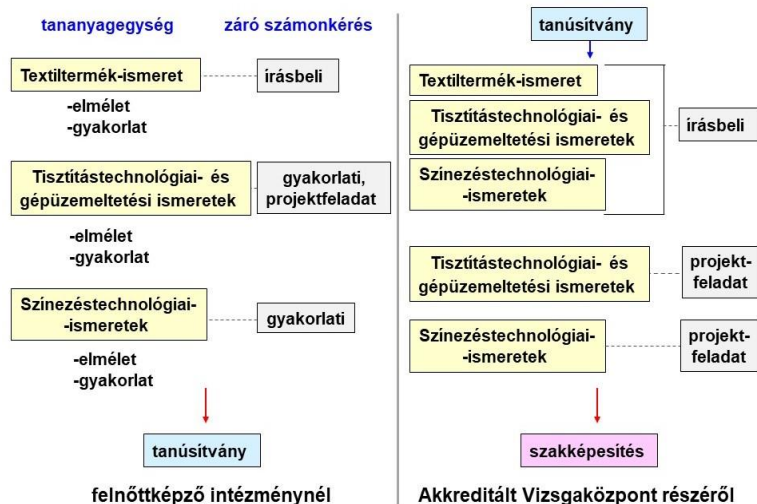 tananyagegység
záró számonkérés
Textiltermék-ismeret
írásbeli
-elmélet
-gyakorlat
Tisztítástechnológiai- és
gépüzemeltetési ismeretek
gyakorlati,
projektfeladat
-elmélet
-gyakorlat
Színezéstechnológiai-
-ismeretek
gyakorlati
-elmélet
-gyakorlat
tanúsítvány
felnőttképző intézménynél
tanúsítvány
Textiltermék-ismeret
Tisztítástechnológiai- és
gépüzemeltetési ismeretek
Színezéstechnológiai-
-ismeretek
írásbeli
Tisztítástechnológiai- és
gépüzemeltetési ismeretek
projekt-
feladat
Színezéstechnológiai-
-ismeretek
projekt-
feladat
szakképesítés
Akkreditált Vizsgaközpont részéről